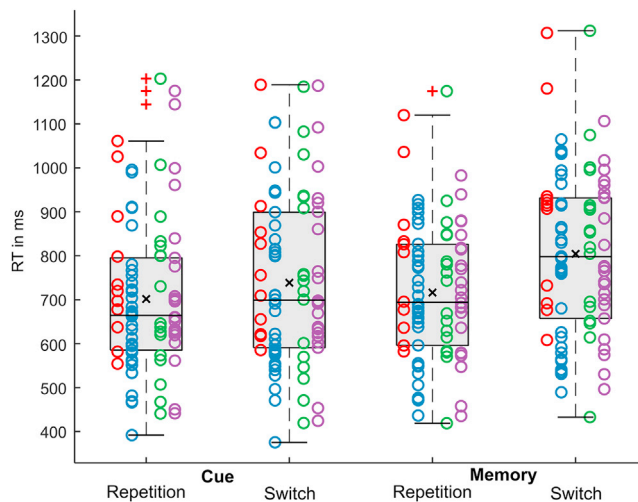 1300
1200
1100
1000
900
800
700
600
500
400
RT in ms
Cue
Memory
Repetition
Switch
Repetition
Switch